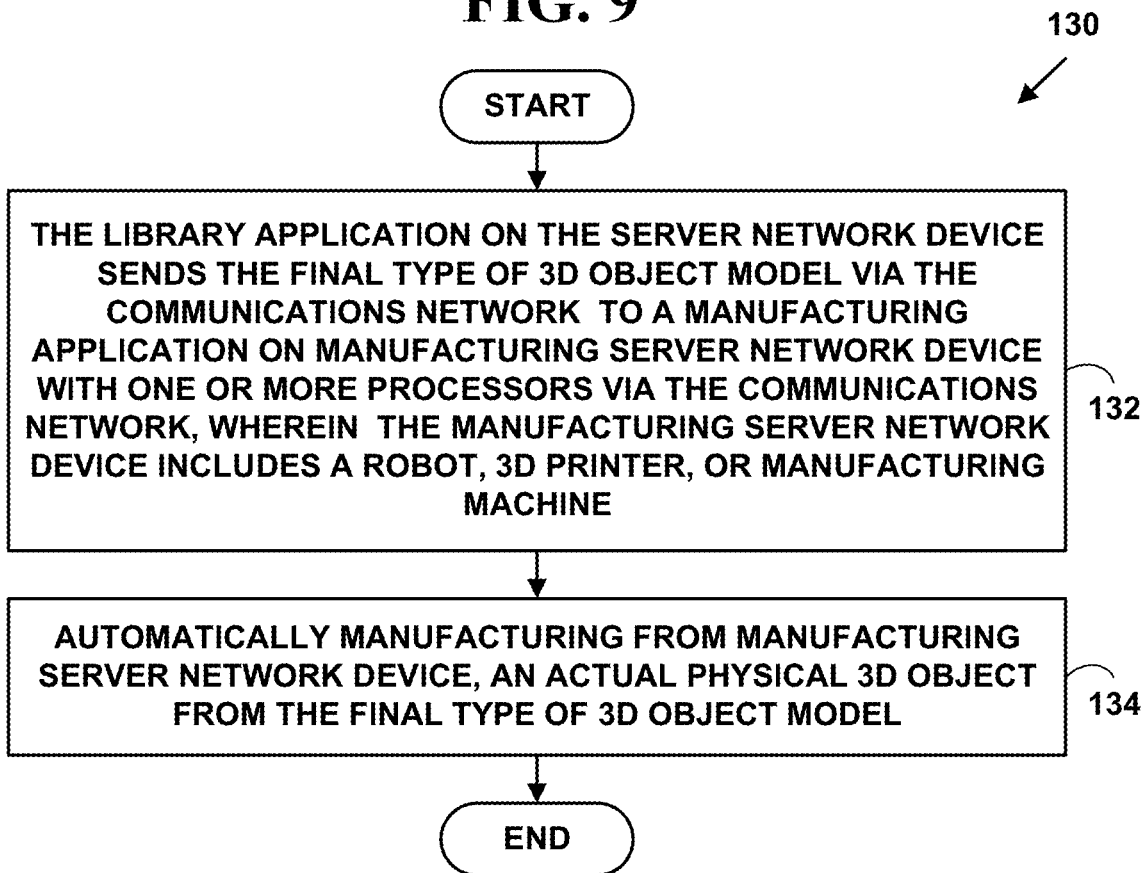 FIG. 9
130
START
THE LIBRARY APPLICATION ON THE SERVER NETWORK DEVICE
SENDS THE FINAL TYPE OF 3D OBJECT MODEL VIA THE
COMMUNICATIONS NETWORK TO A MANUFACTURING
APPLICATION ON MANUFACTURING SERVER NETWORK DEVICE
WITH ONE OR MORE PROCESSORS VIA THE COMMUNICATIONS
NETWORK, WHEREIN THE MANUFACTURING SERVER NETWORK
DEVICE INCLUDES A ROBOT, 3D PRINTER, OR MANUFACTURING
MACHINE
132
AUTOMATICALLY MANUFACTURING FROM MANUFACTURING
SERVER NETWORK DEVICE, AN ACTUAL PHYSICAL 3D OBJECT
FROM THE FINAL TYPE OF 3D OBJECT MODEL
134
END